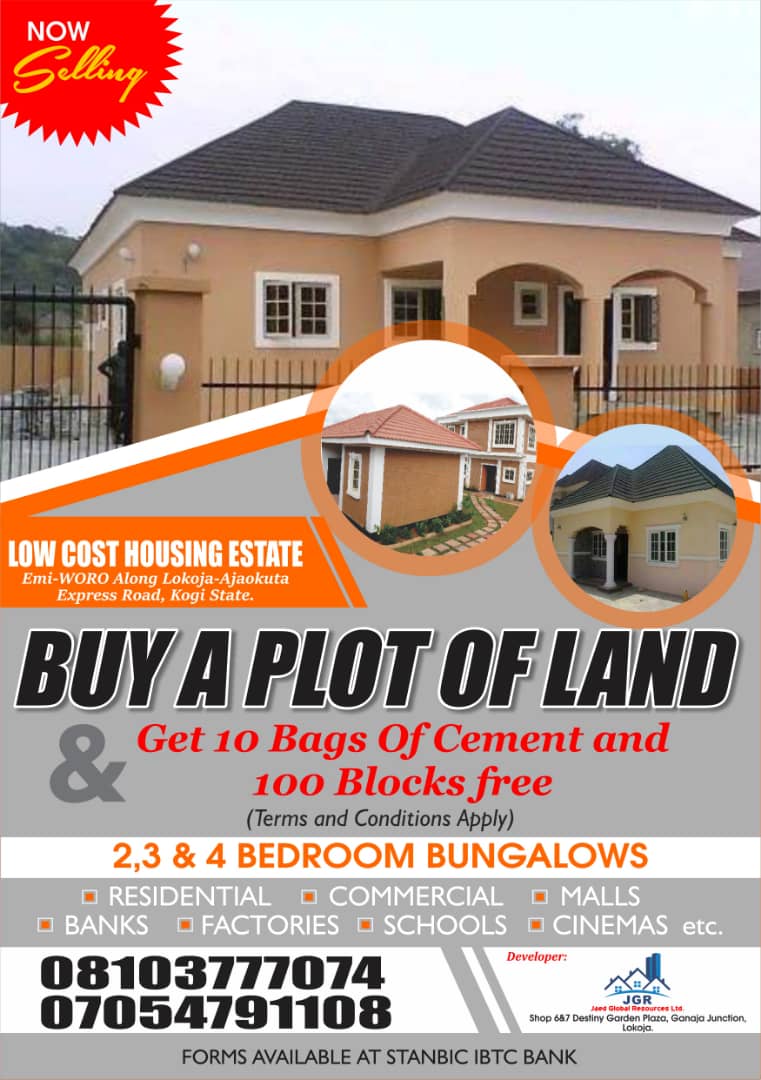 NOW
Selling
LOW COST HOUSING ESTATE
Emi-WORO Along Lokoja-Ajaokuta
Express Road, Kogi State.
BUY A PLOT OF LAND
& Get 10 Bags Of Cement and
100 Blocks free
(Terms and Conditions Apply)
2,3 & 4 BEDROOM BUNGALOWS
RESIDENTIAL COMMERCIAL MALLS
BANKS FACTORIES SCHOOLS CINEMAS etc.
08103777074
07054791108
Developer:
JGR
Jaed Global Resources Ltd.
Shop 6&7 Destiny Garden Plaza, Ganaja Junction,
Lokoja.
FORMS AVAILABLE AT STANBIC IBTC BANK